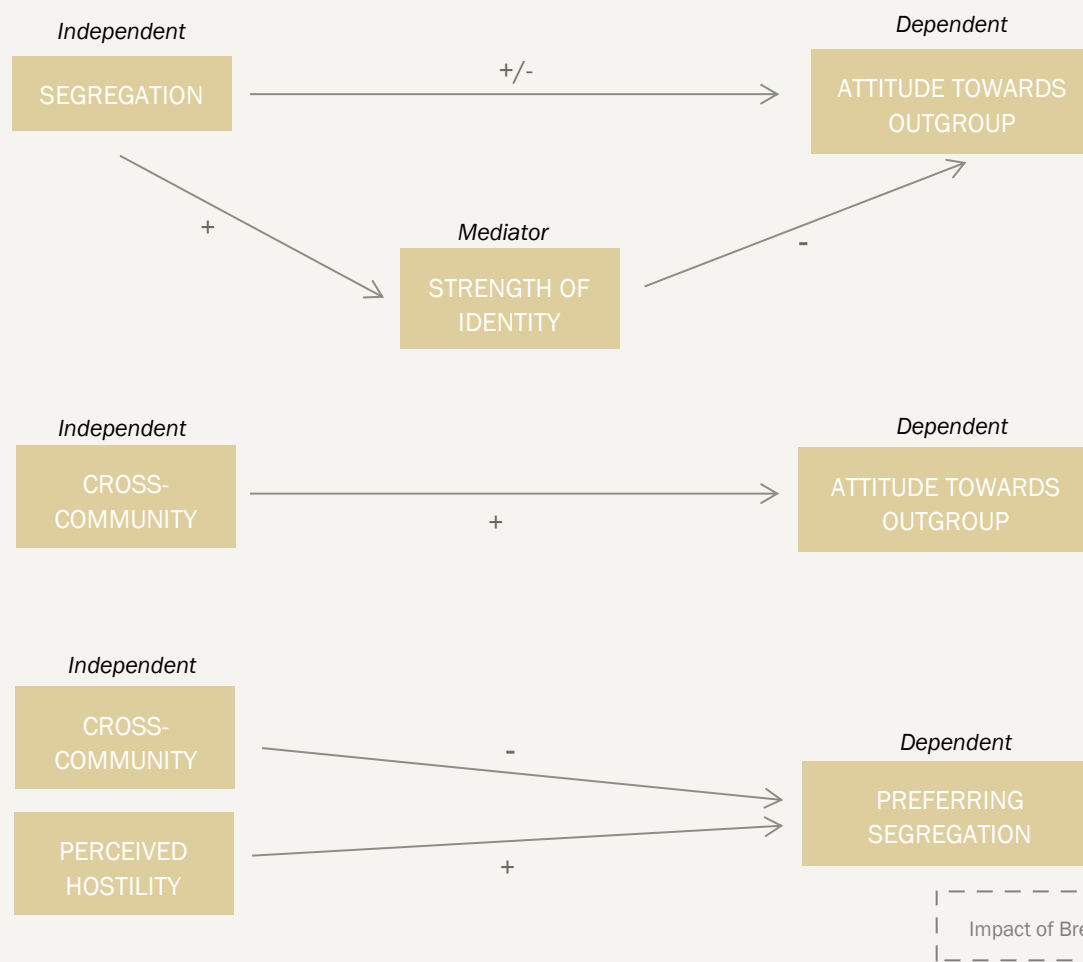 Independent
Dependent
SEGREGATION
+/-
ATTITUDE TOWARDS
OUTGROUP
+
Mediator
-
STRENGTH OF
IDENTITY
Independent
Dependent
CROSS-
COMMUNITY
ATTITUDE TOWARDS
OUTGROUP
+
Independent
CROSS-
COMMUNITY
-
Dependent
PREFERRING
SEGREGATION
PERCEIVED
HOSTILITY
+
Impact of